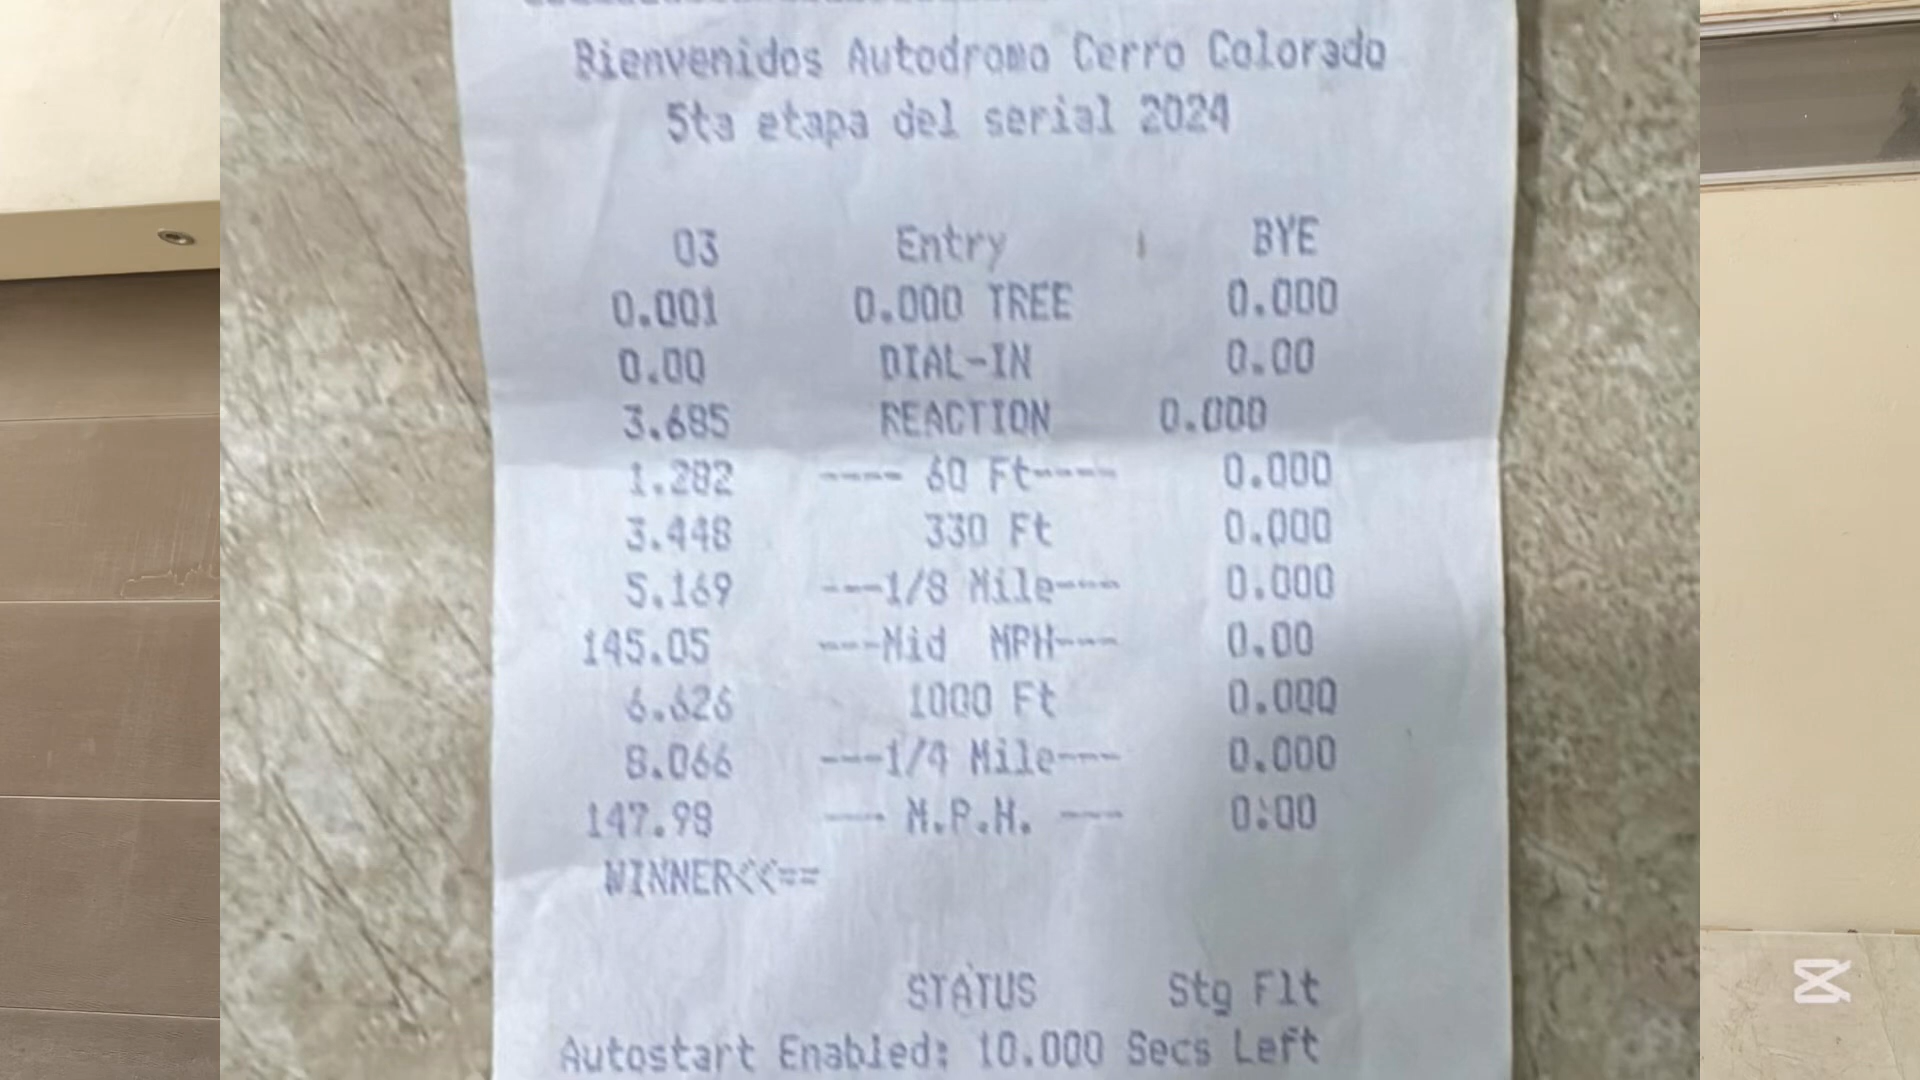 Bienvenidos Autodromo Cerro Colorado
5ta etapa del serial 2024
03 Entry BYE
0.001 0.000 TREE 0.000
0.00 DIAL-IN 0.00
3.685 REACTION 0.000
1.282 ---- 60 Ft---- 0.000
3.448 330 Ft 0.000
5.169 ---1/8 Mile--- 0.000
145.05 ---Mid MPH--- 0.00
6.626 1000 Ft 0.000
8.066 ---1/4 Mile--- 0.000
147.98 ---- M.P.H. ---- 0.00
WINNER<<==
STATUS Stg Flt
Autostart Enabled: 10.000 Secs Left